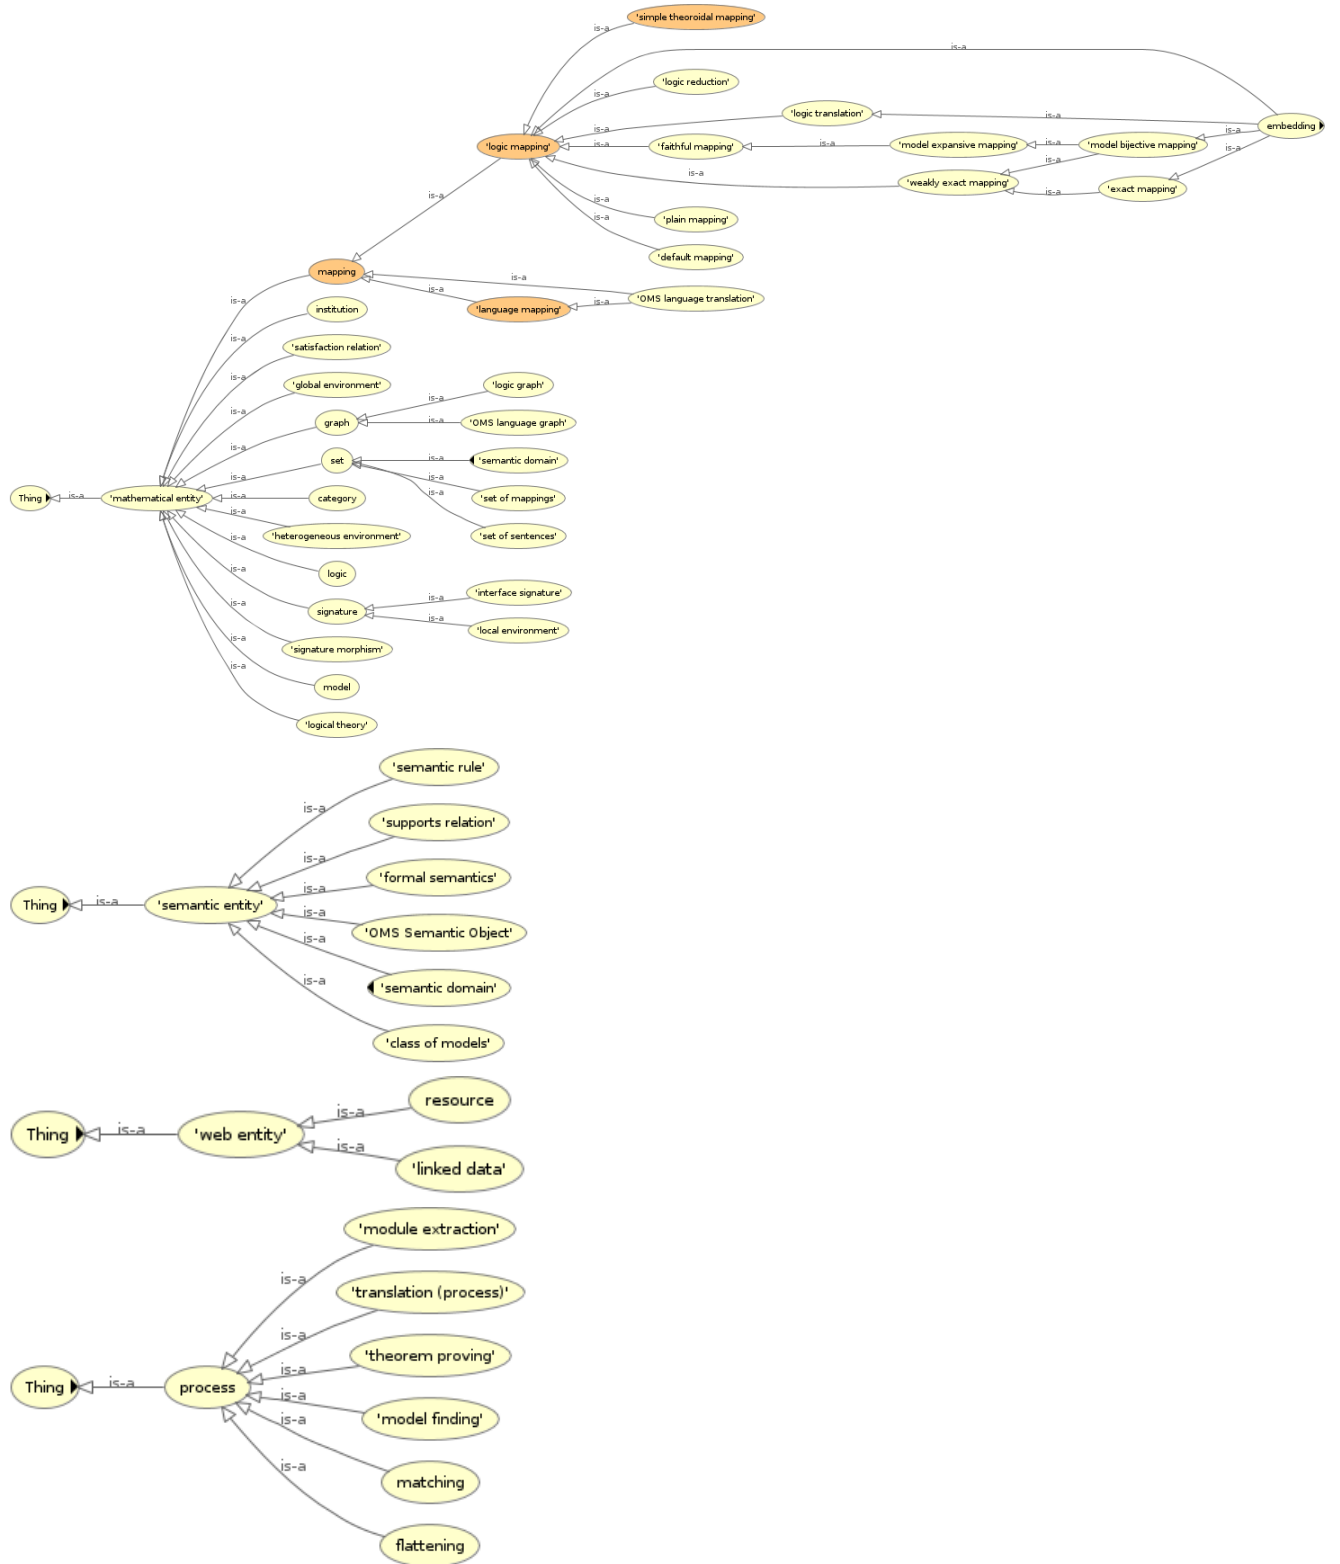 'simple theoroidal mapping'
is-a
is-a
'logic reduction'
is-a
'logic translation'
is-a
is-a
embedding
'logic mapping'
is-a
'faithful mapping'
is-a
'model expansive mapping'
is-a
'model bijective mapping'
is-a
is-a
is-a
is-a
'weakly exact mapping'
is-a
'exact mapping'
is-a
is-a
'plain mapping'
is-a
'default mapping'
mapping
is-a
is-a
'OMS language translation'
is-a
is-a
institution
'language mapping'
is-a
'satisfaction relation'
is-a
'global environment'
is-a
'logic graph'
is-a
graph
is-a
'OMS language graph'
is-a
set
is-a
'semantic domain'
is-a
is-a
is-a
Thing
is-a
'mathematical entity'
is-a
category
'set of mappings'
is-a
'heterogeneous environment'
'set of sentences'
is-a
logic
is-a
signature
is-a
'interface signature'
is-a
'local environment'
is-a
'signature morphism'
is-a
model
is-a
'logical theory'
'semantic rule'
is-a
'supports relation'
is-a
'formal semantics'
is-a
Thing
is-a
'semantic entity'
is-a
'OMS Semantic Object'
is-a
'semantic domain'
is-a
'class of models'
resource
is-a
Thing
is-a
'web entity'
is-a
'linked data'
'module extraction'
is-a
'translation (process)'
is-a
'theorem proving'
is-a
Thing
is-a
process
is-a
'model finding'
is-a
matching
is-a
flattening